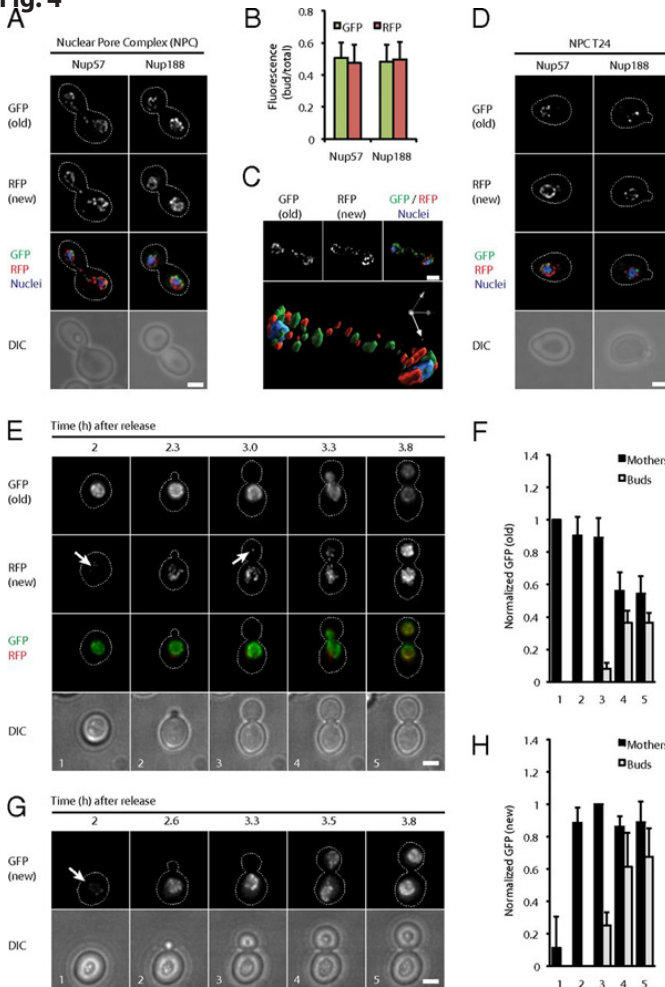 Fig. 4
A
Nuclear Pore Complex (NPC)
Nup57 Nup188
GFP
(old)
RFP
(new)
GFP
RFP
Nuclei
DIC
B
Fluorescence
(bud/total)
0.8
0.6
0.4
0.2
0
GFP RFP
Nup57 Nup188
C
GFP RFP GFP / RFP
(old) (new) Nuclei
D
NPC T24
Nup57 Nup188
GFP
(old)
RFP
(new)
GFP
RFP
Nuclei
DIC
E
Time (h) after release
2 2.3 3.0 3.3 3.8
GFP
(old)
RFP
(new)
GFP
RFP
DIC
1 2 3 4 5
F
Normalized GFP (old)
1.4
1.2
1
0.8
0.6
0.4
0.2
0
Mothers
Buds
1 2 3 4 5
G
Time (h) after release
2 2.6 3.3 3.5 3.8
GFP
(new)
DIC
1 2 3 4 5
H
Normalized GFP (new)
1.4
1.2
1
0.8
0.6
0.4
0.2
0
Mothers
Buds
1 2 3 4 5